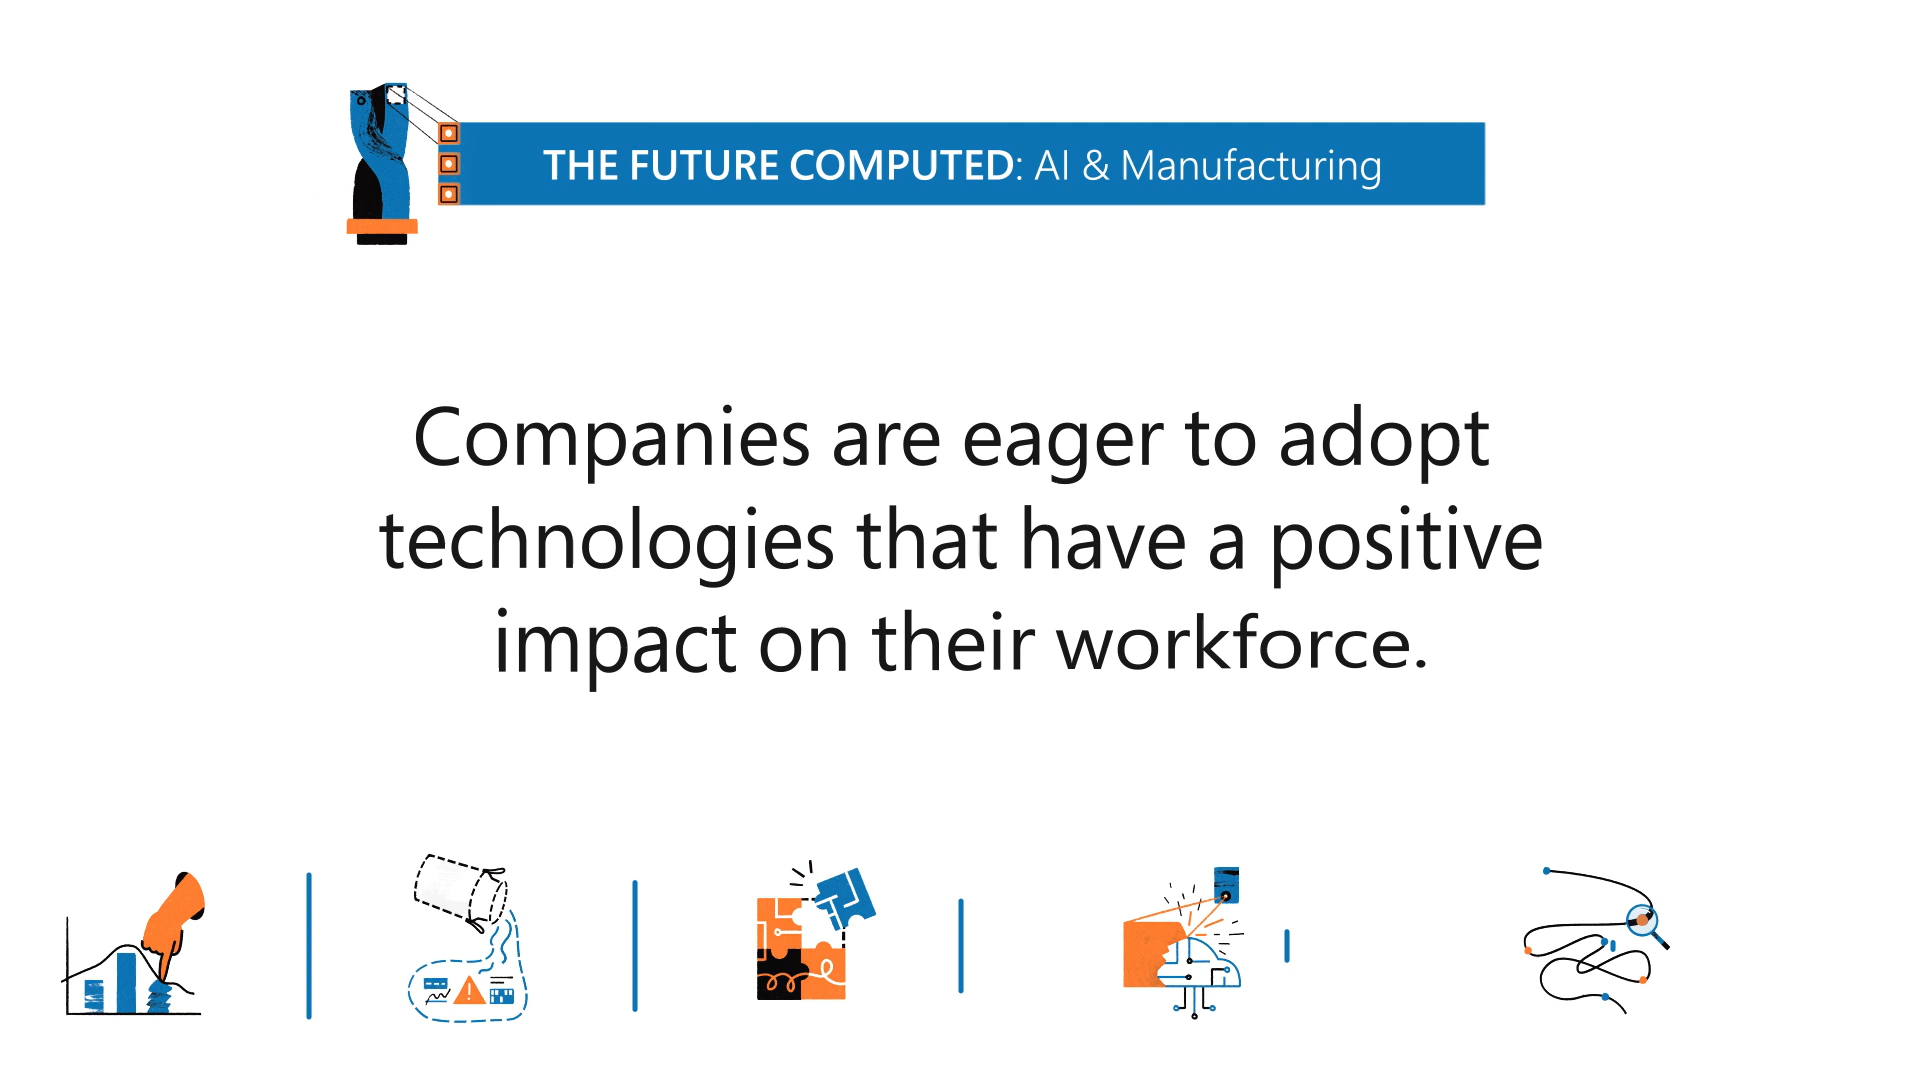 THE FUTURE COMPUTED: AI & Manufacturing
Companies are eager to adopt
technologies that have a positive
impact on their workforce.